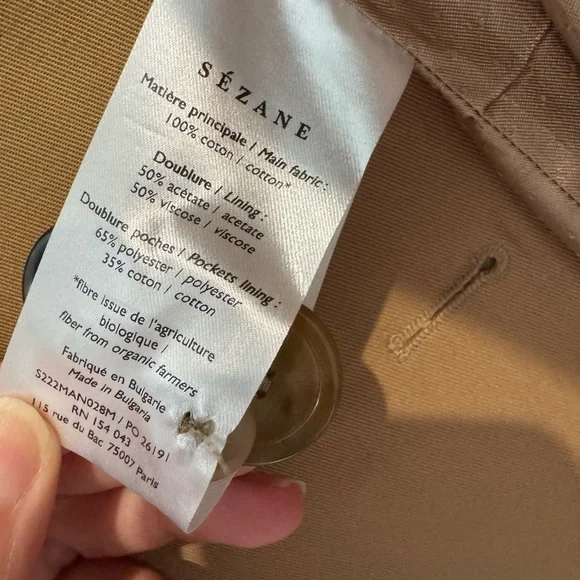 SÉZANE
Matière principale / Main fabric :
100% coton / cotton*
Doublure / Lining :
50% acétate / acetate
50% viscose / viscose
Doublure poches / Pockets lining :
65% polyester / polyester
35% coton / cotton
*fibre issue de l'agriculture
biologique /
fiber from organic farmers
Fabriqué en Bulgarie
Made in Bulgaria
S222MAN028M / PO 26191
RN 154 043
115 rue du Bac 75007 Paris